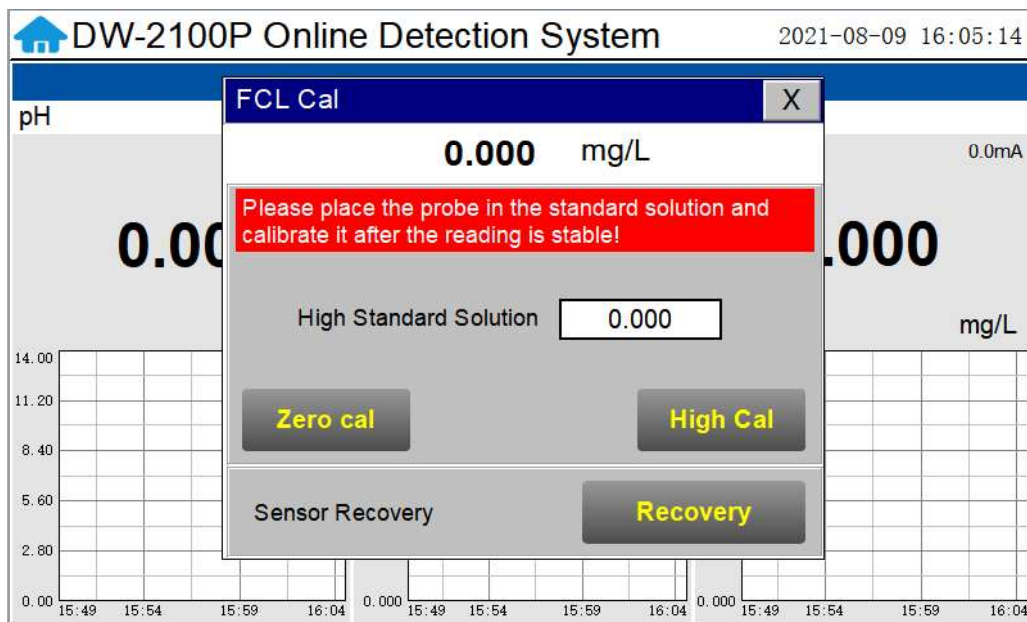 DW-2100P Online Detection System
2021-08-09 16:05:14
FCL Cal
X
pH
0.000 mg/L
0.0mA
Please place the probe in the standard solution and
calibrate it after the reading is stable!
0.00
.000
High Standard Solution 0.000
mg/L
Zero cal
High Cal
Sensor Recovery
Recovery
14.00
11.20
8.40
5.60
2.80
0.00
15:49 15:54 15:59 16:04
0.000
15:49 15:54 15:59 16:04
0.000
15:49 15:54 15:59 16:04